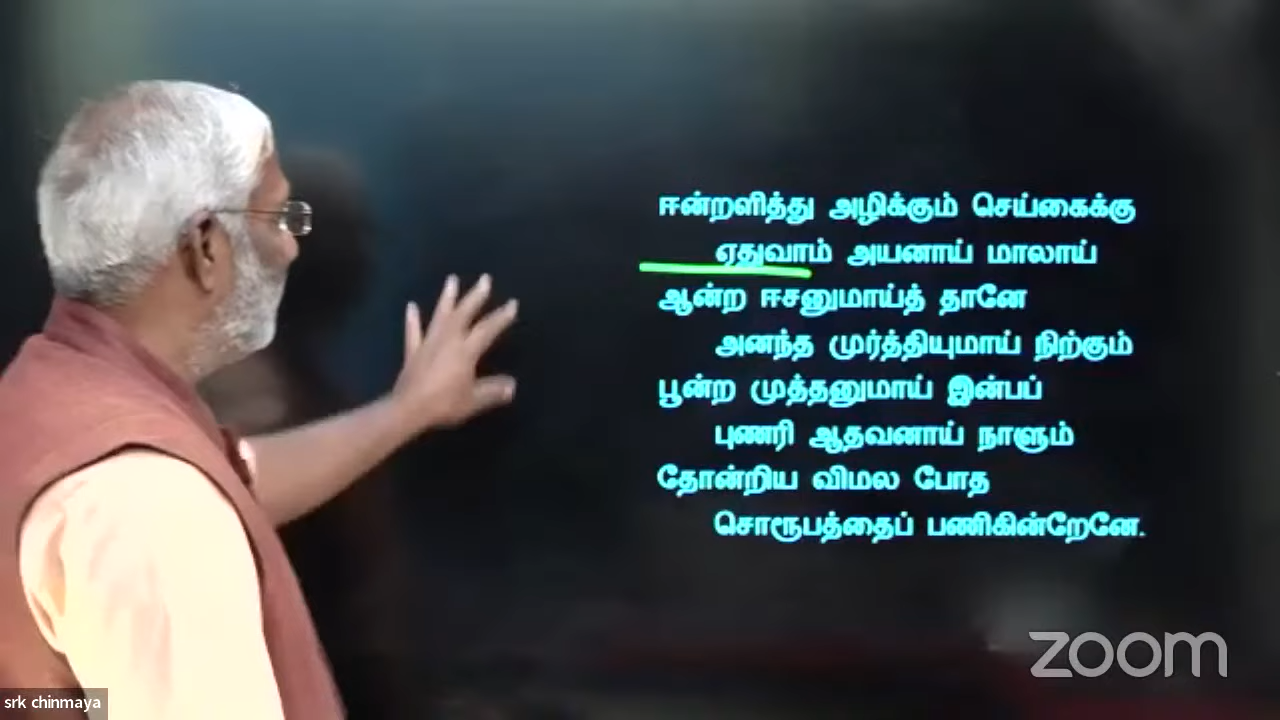 ஈன்றளித்து அழிக்கும் செய்கைக்கு
ஏதுவாம் அயனாய் மாலாய்
ஆன்ற ஈசனுமாய்த் தானே
அனந்த முர்த்தியுமாய் நிற்கும்
பூன்ற முத்தனுமாய் இன்பப்
புணரி ஆதவனாய் நாளும்
தோன்றிய விமல போத
சொரூபத்தைப் பணிகின்றேனே.
zoom
srk chinmaya